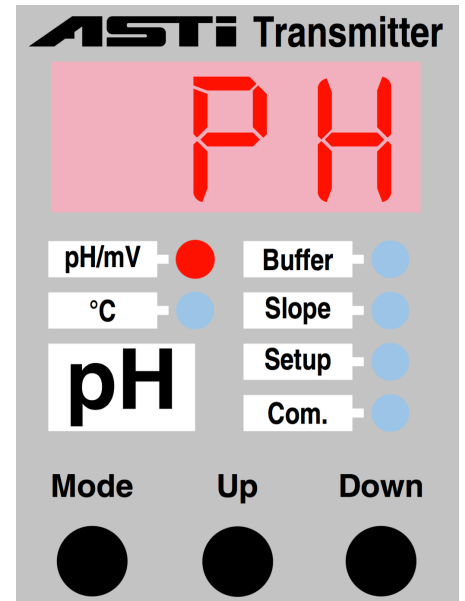 ASTi Transmitter
PH
pH/mV Buffer
°C Slope
pH Setup
Com.
Mode Up Down